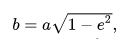 b = a√1 − e²,